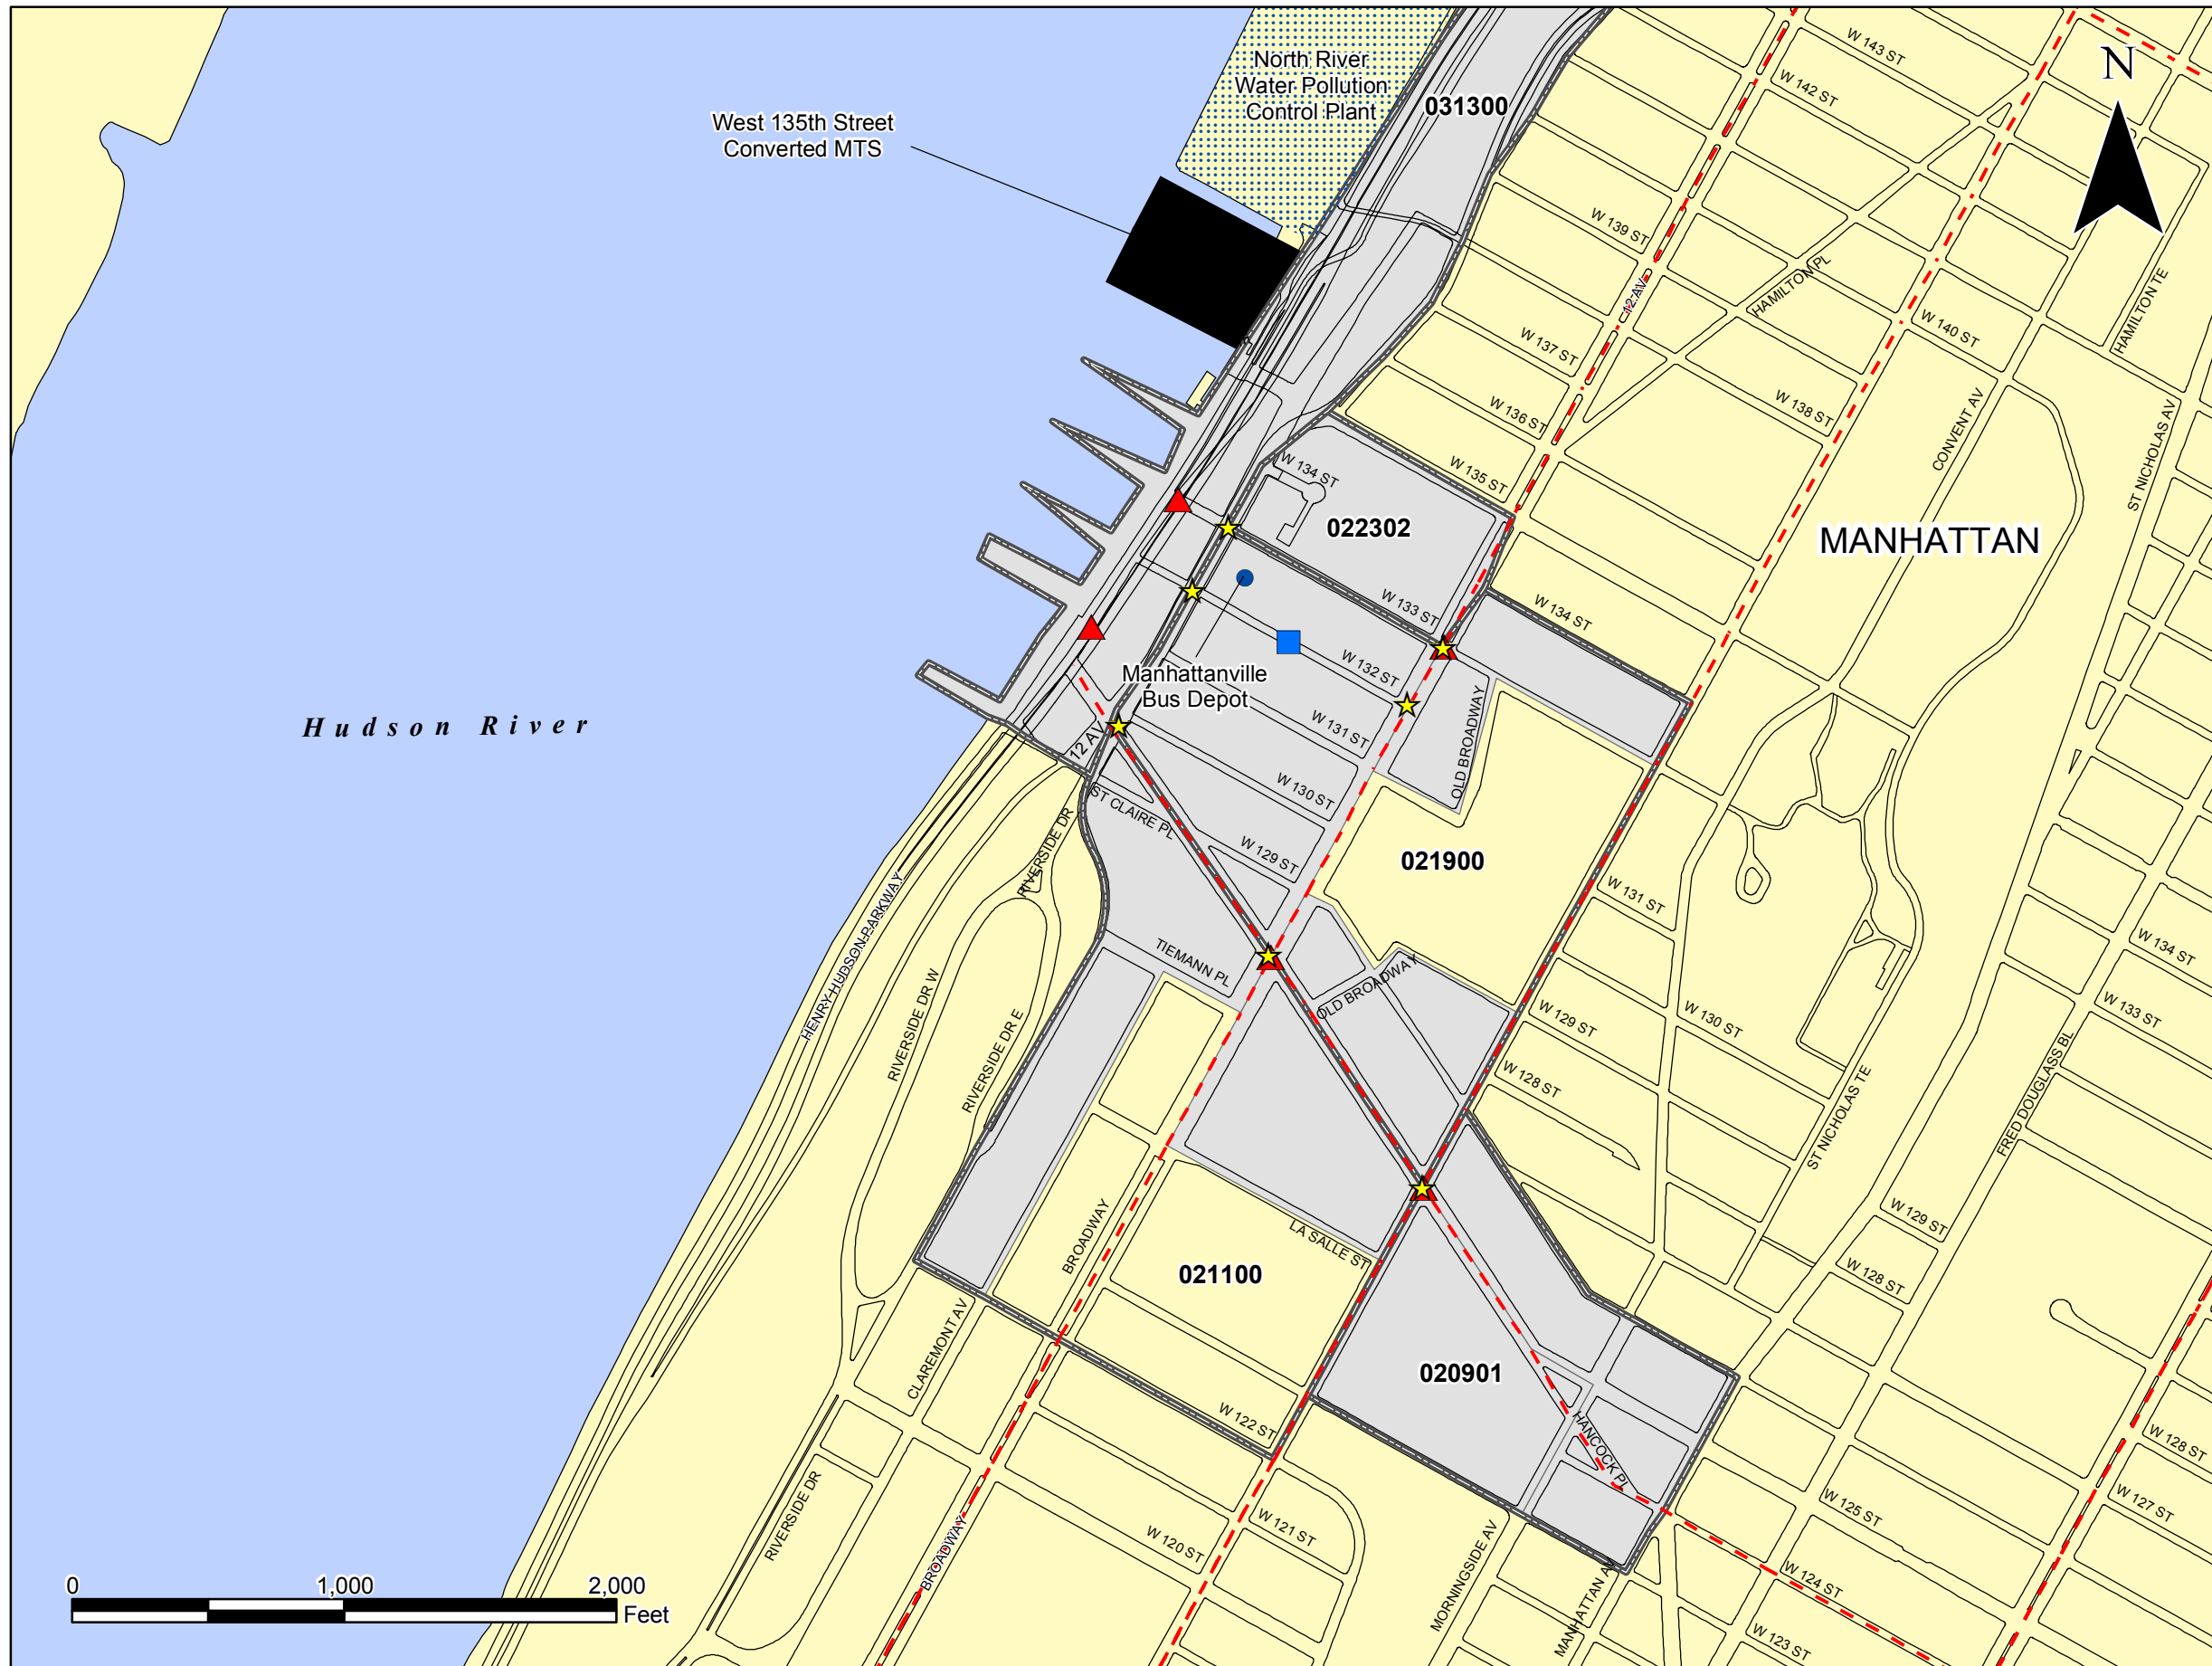 North River
Water Pollution
Control Plant
031300
W 143 ST
N
W 142 ST
West 135th Street
Converted MTS
W 139 ST
HAMILTON PL
HAMILTON TE
12 AV
W 140 ST
W 137 ST
W 138 ST
W 136 ST
CONVENT AV
ST NICHOLAS AV
W 135 ST
W 134 ST
022302
MANHATTAN
W 133 ST
W 134 ST
W 132 ST
Manhattanville
Bus Depot
OLD BROADWAY
W 131 ST
Hudson River
12 AV
W 130 ST
ST CLAIRE PL
RIVERSIDE DR
W 129 ST
021900
W 131 ST
HENRY HUDSON PARKWAY
W 134 ST
TIEMANN PL
OLD BROADWAY
RIVERSIDE DR W
W 129 ST
W 130 ST
W 133 ST
RIVERSIDE DR E
W 128 ST
FRED DOUGLASS BL
ST NICHOLAS TE
BROADWAY
LA SALLE ST
W 129 ST
021100
W 128 ST
CLAREMONT AV
020901
W 122 ST
HANCOCK PL
W 128 ST
RIVERSIDE DR
W 125 ST
W 127 ST
W 121 ST
W 120 ST
BROADWAY
MORNINGSIDE AV
MANHATTAN AV
W 124 ST
W 123 ST
0 1,000 2,000
Feet